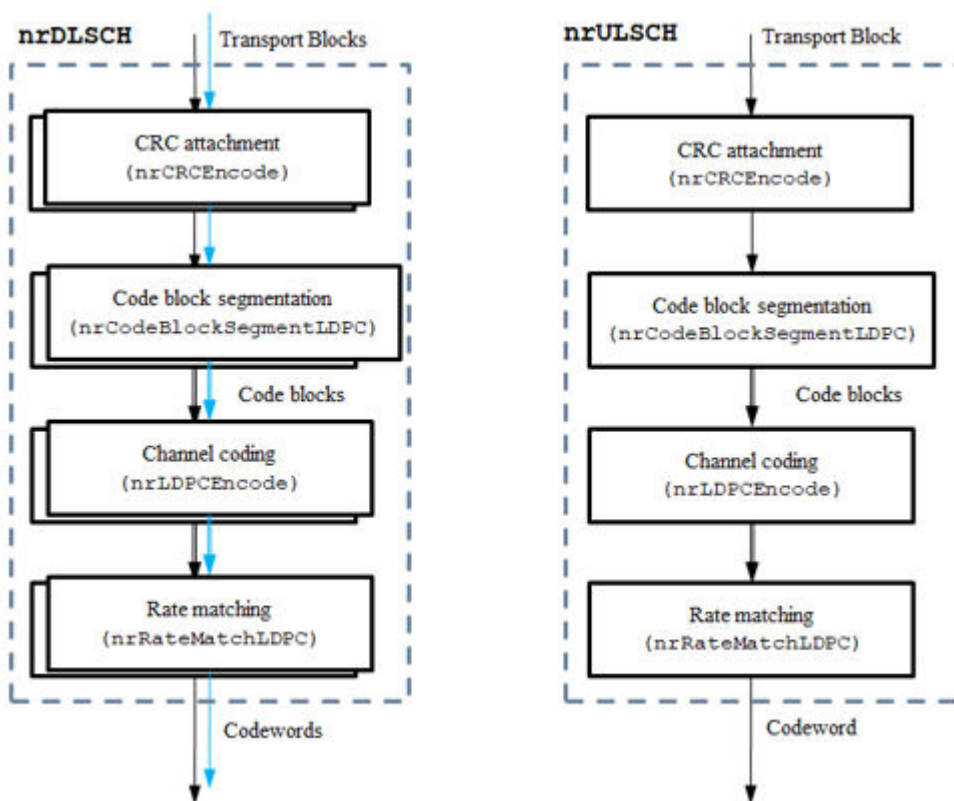 nrDLSCH
Transport Blocks
CRC attachment
(nrCRCEncode)
Code block segmentation
(nrCodeBlockSegmentLDPC)
Code blocks
Channel coding
(nrLDPCEncode)
Rate matching
(nrRateMatchLDPC)
Codewords
nrULSCH
Transport Block
CRC attachment
(nrCRCEncode)
Code block segmentation
(nrCodeBlockSegmentLDPC)
Code blocks
Channel coding
(nrLDPCEncode)
Rate matching
(nrRateMatchLDPC)
Codeword